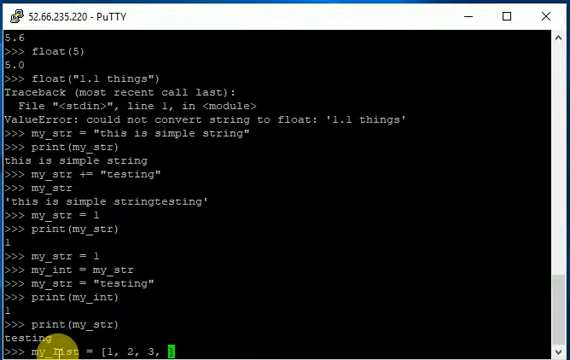 52.66.235.220 - PuTTY
5.6
>>> float(5)
5.0
>>> float("1.1 things")
Traceback (most recent call last):
File "<stdin>", line 1, in <module>
ValueError: could not convert string to float: '1.1 things'
>>> my_str = "this is simple string"
>>> print(my_str)
this is simple string
>>> my_str += "testing"
>>> my_str
'this is simple stringtesting'
>>> my_str = 1
>>> print(my_str)
1
>>> my_str = 1
>>> my_int = my_str
>>> my_str = "testing"
>>> print(my_int)
1
>>> print(my_str)
testing
>>> my_list = [1, 2, 3, ]